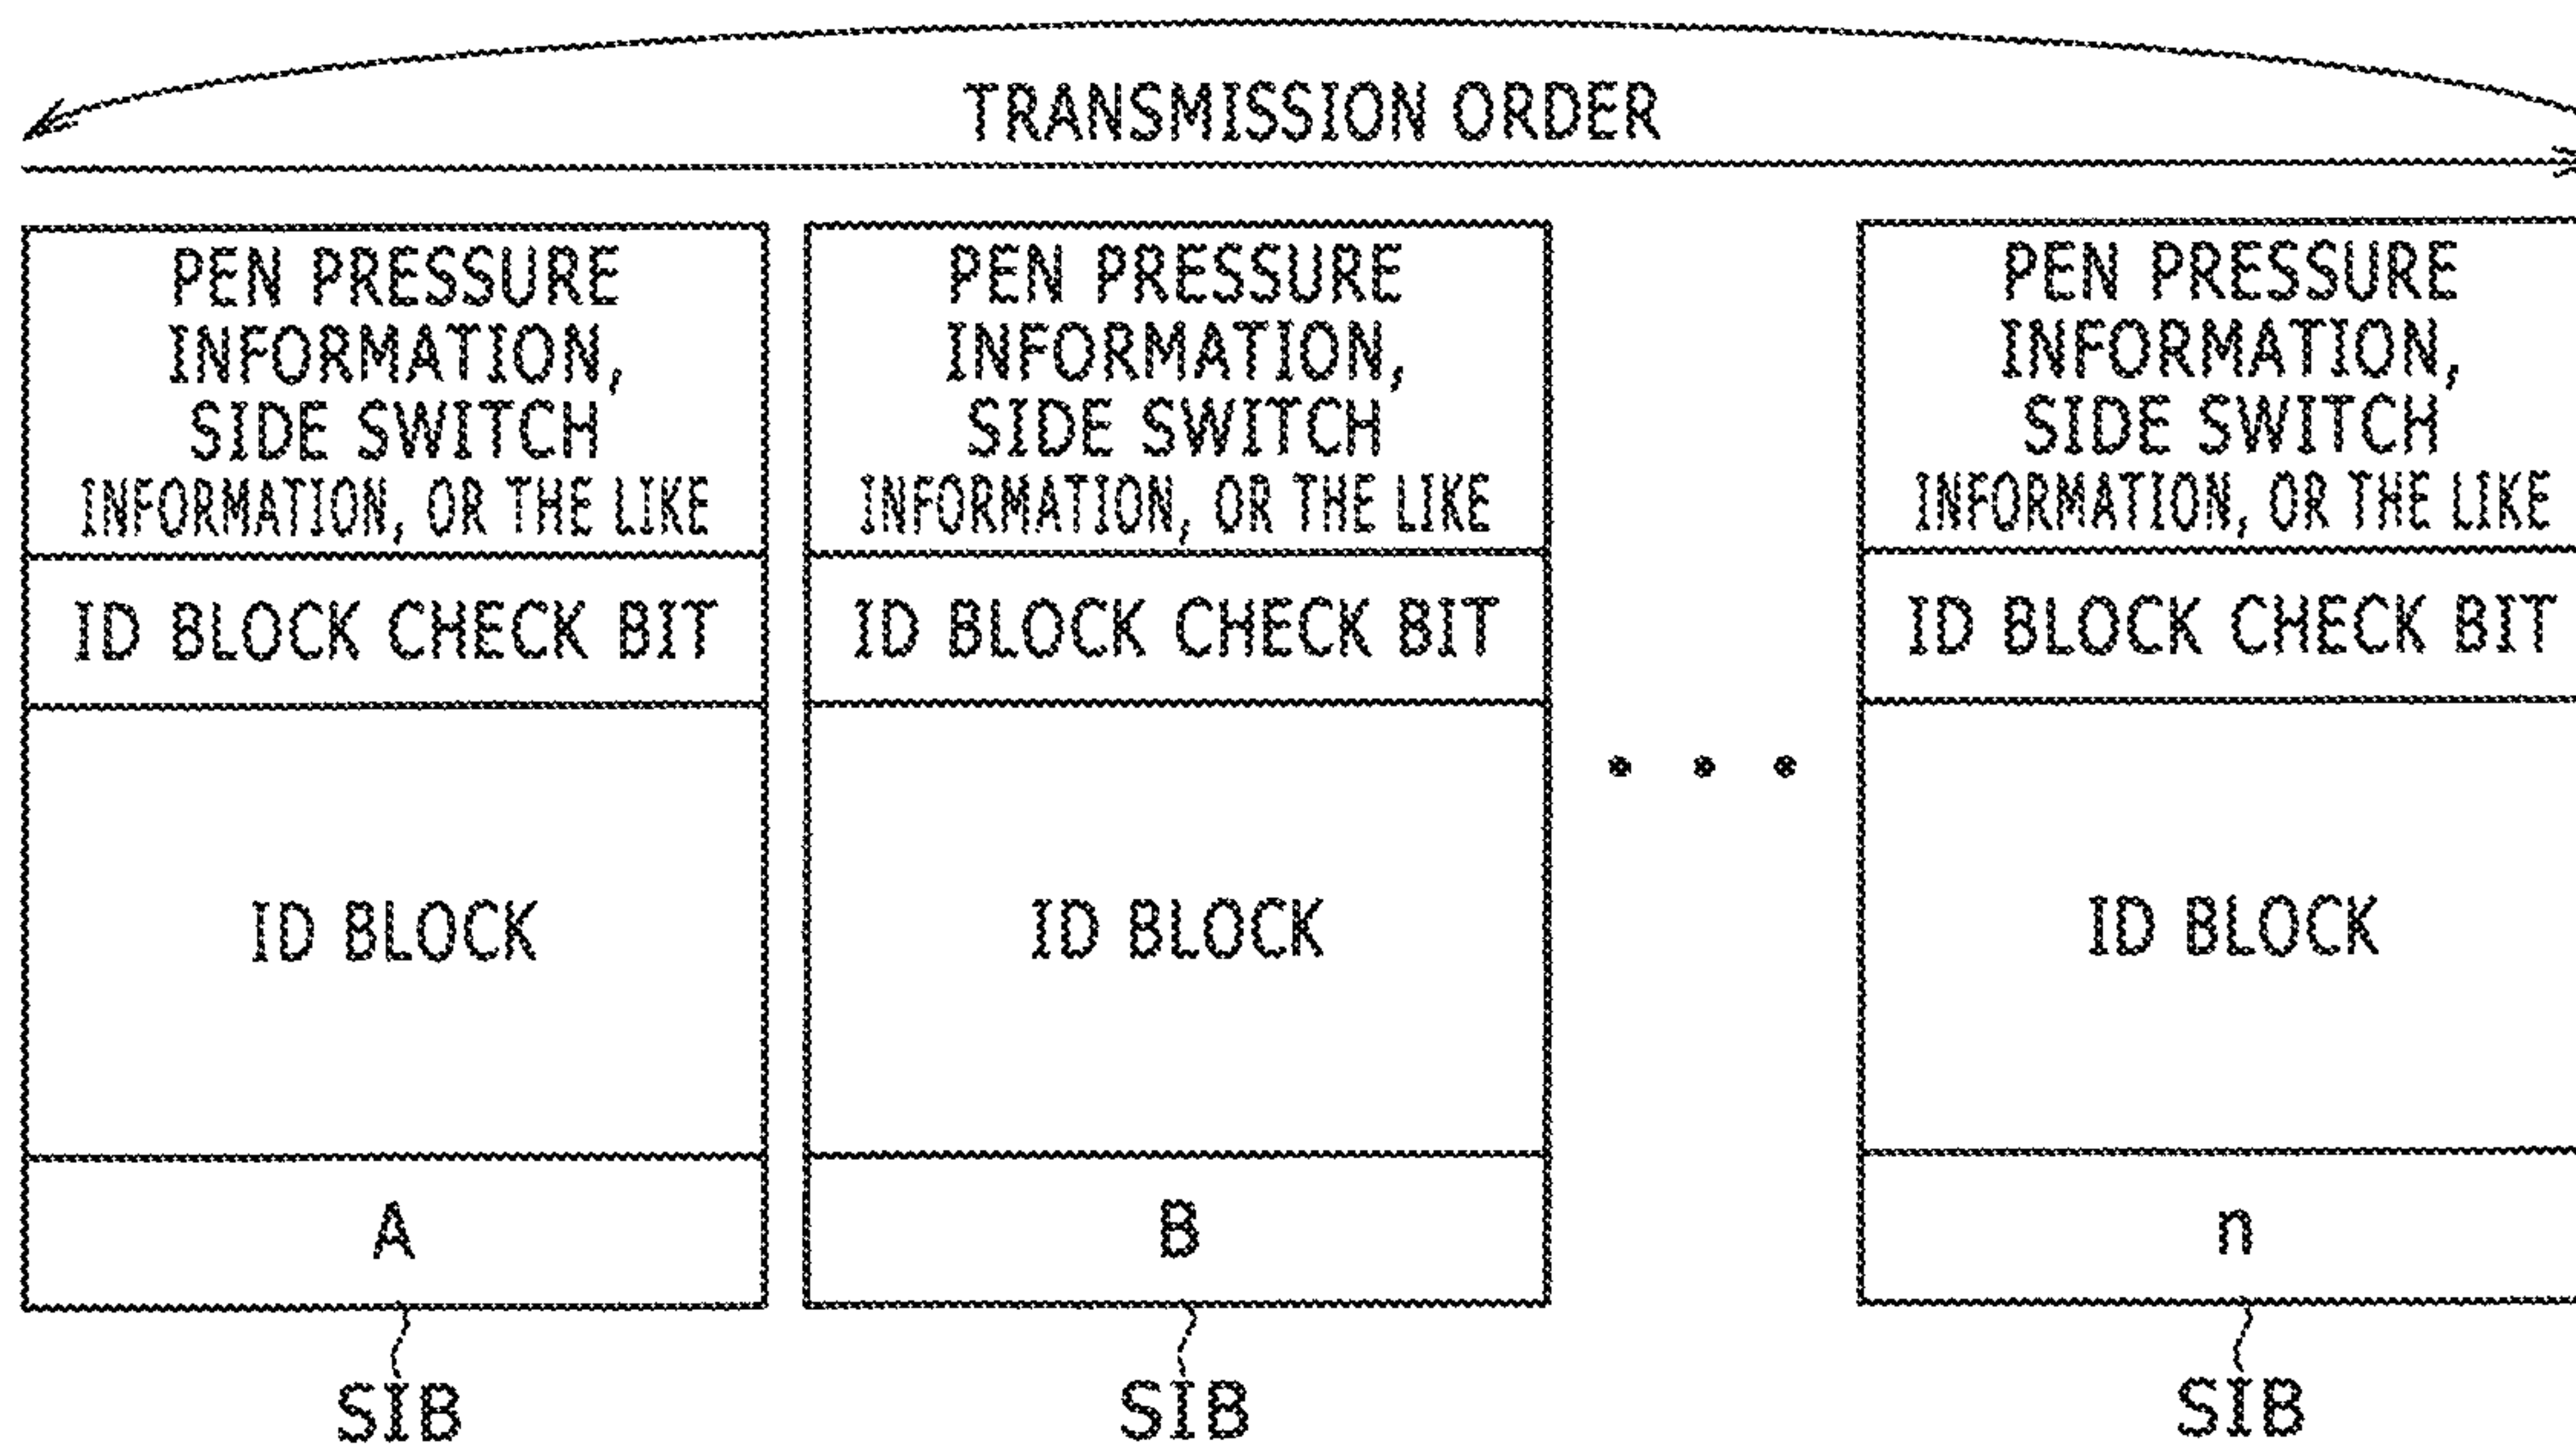 TRANSMISSION ORDER
PEN PRESSURE
INFORMATION,
SIDE SWITCH
INFORMATION, OR THE LIKE
ID BLOCK CHECK BIT
ID BLOCK
A
SIB
PEN PRESSURE
INFORMATION,
SIDE SWITCH
INFORMATION, OR THE LIKE
ID BLOCK CHECK BIT
ID BLOCK
B
SIB
• • •
PEN PRESSURE
INFORMATION,
SIDE SWITCH
INFORMATION, OR THE LIKE
ID BLOCK CHECK BIT
ID BLOCK
n
SIB